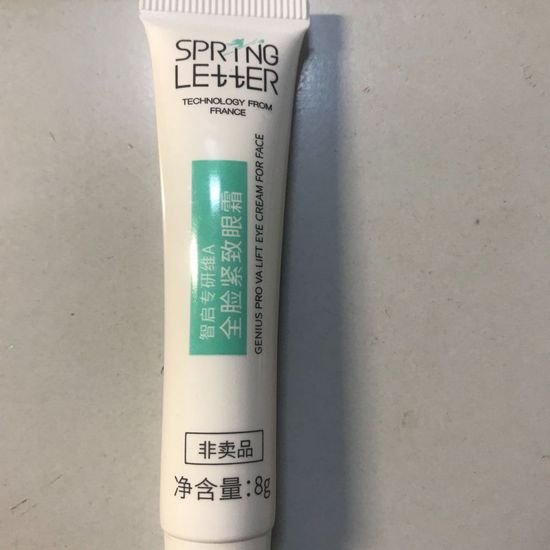 SPRING
LEttER
TECHNOLOGY FROM
FRANCE
智启专研维A
全脸紧致眼霜
GENIUS PRO VA LIFT EYE CREAM FOR FACE
非卖品
净含量:8g